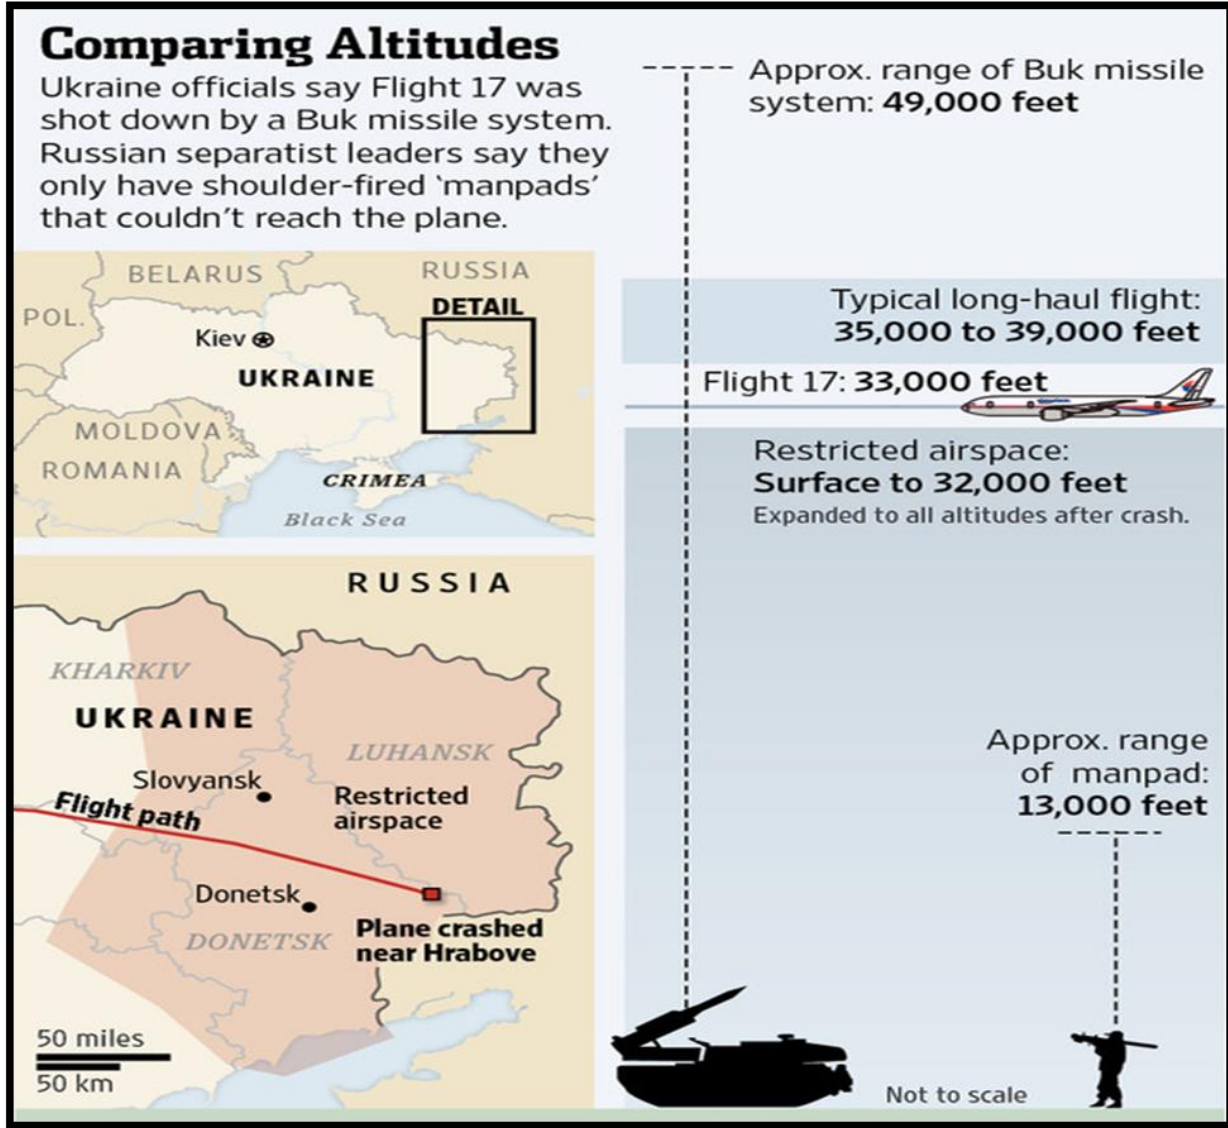 Comparing Altitudes
Ukraine officials say Flight 17 was
shot down by a Buk missile system.
Russian separatist leaders say they
only have shoulder-fired ‘manpads’
that couldn’t reach the plane.
BELARUS
RUSSIA
POL.
DETAIL
Kiev
UKRAINE
MOLDOVA
ROMANIA
CRIMEA
Black Sea
RUSSIA
KHARKIV
UKRAINE
LUHANSK
Slovyansk
Restricted
airspace
Flight path
Donetsk
DONETSK
Plane crashed
near Hrabove
50 miles
50 km
Approx. range of Buk missile
system: 49,000 feet
Typical long-haul flight:
35,000 to 39,000 feet
Flight 17: 33,000 feet
Restricted airspace:
Surface to 32,000 feet
Expanded to all altitudes after crash.
Approx. range
of manpad:
13,000 feet
Not to scale